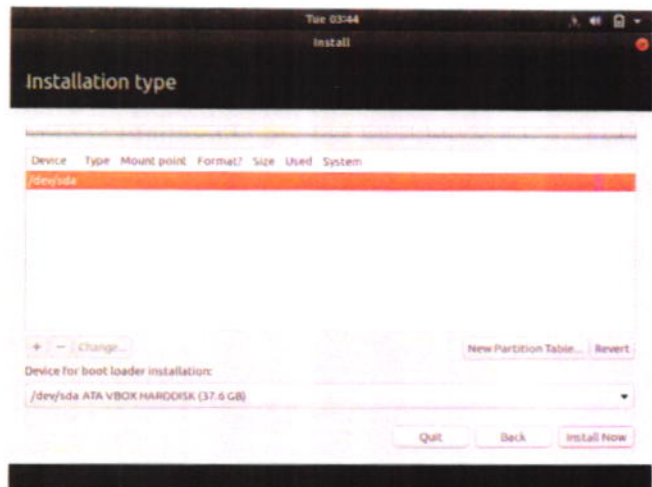 Tue 03:44
Install
Installation type
Device Type Mount point Format? Size Used System
/dev/sda
+ - Change... New Partition Table... Revert
Device for boot loader installation:
/dev/sda ATA VBOX HARDDISK (37.6 GB)
Quit Back Install Now